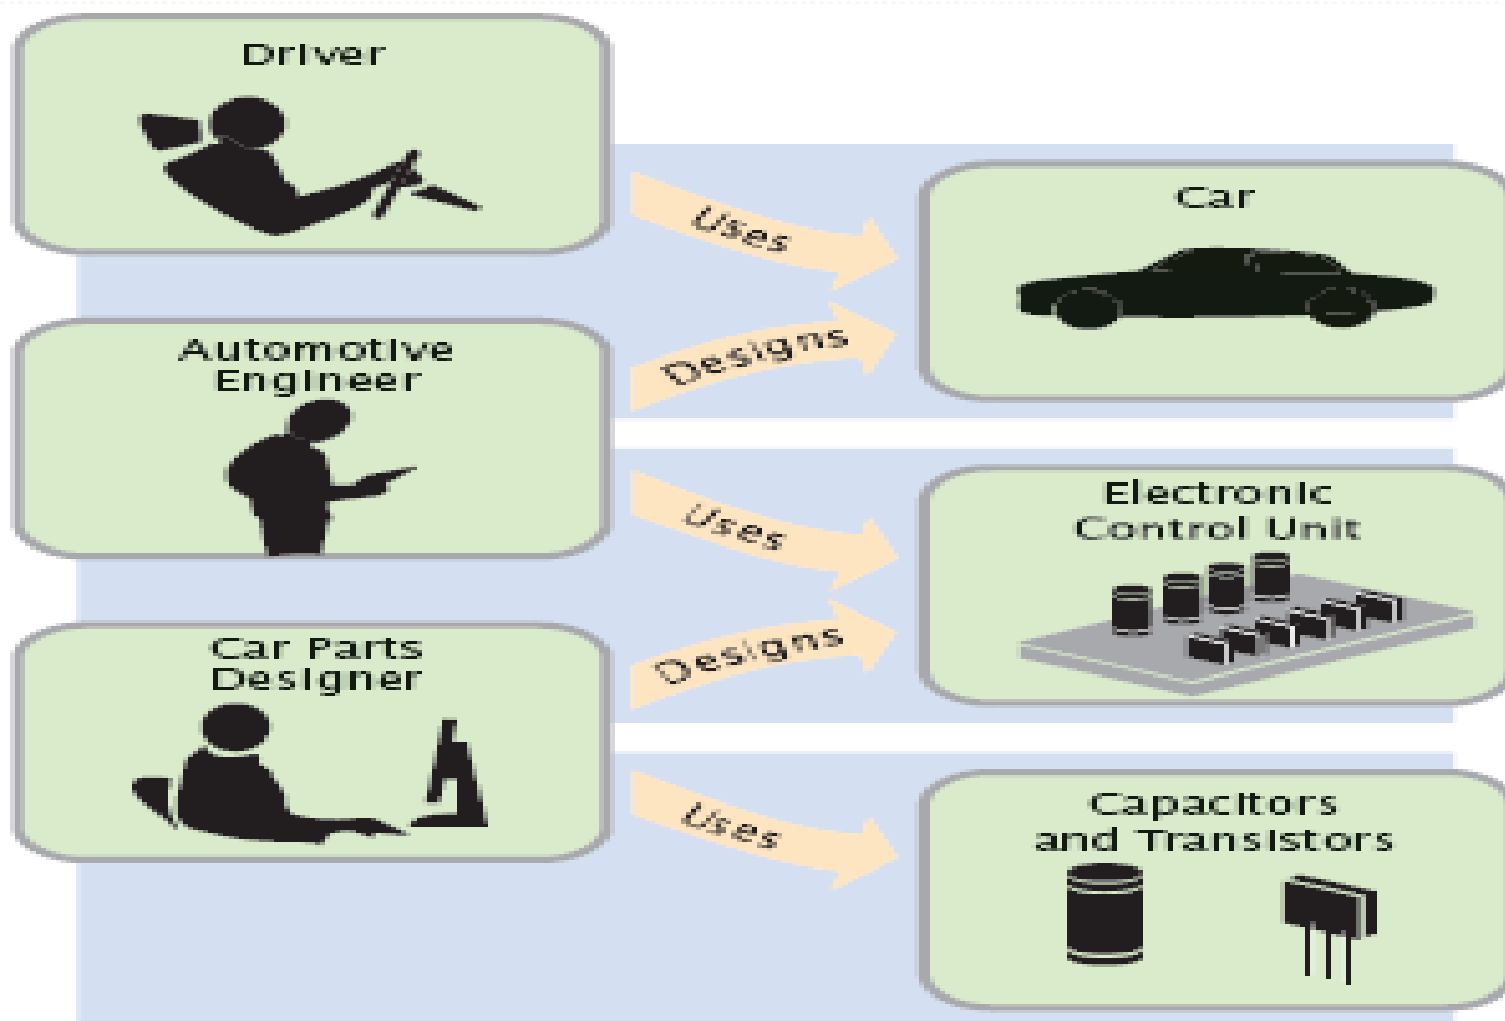 Driver
Uses
Car
Automotive
Engineer
Designs
Uses
Electronic
Control Unit
Car Parts
Designer
Designs
Uses
Capacitors
and Transistors